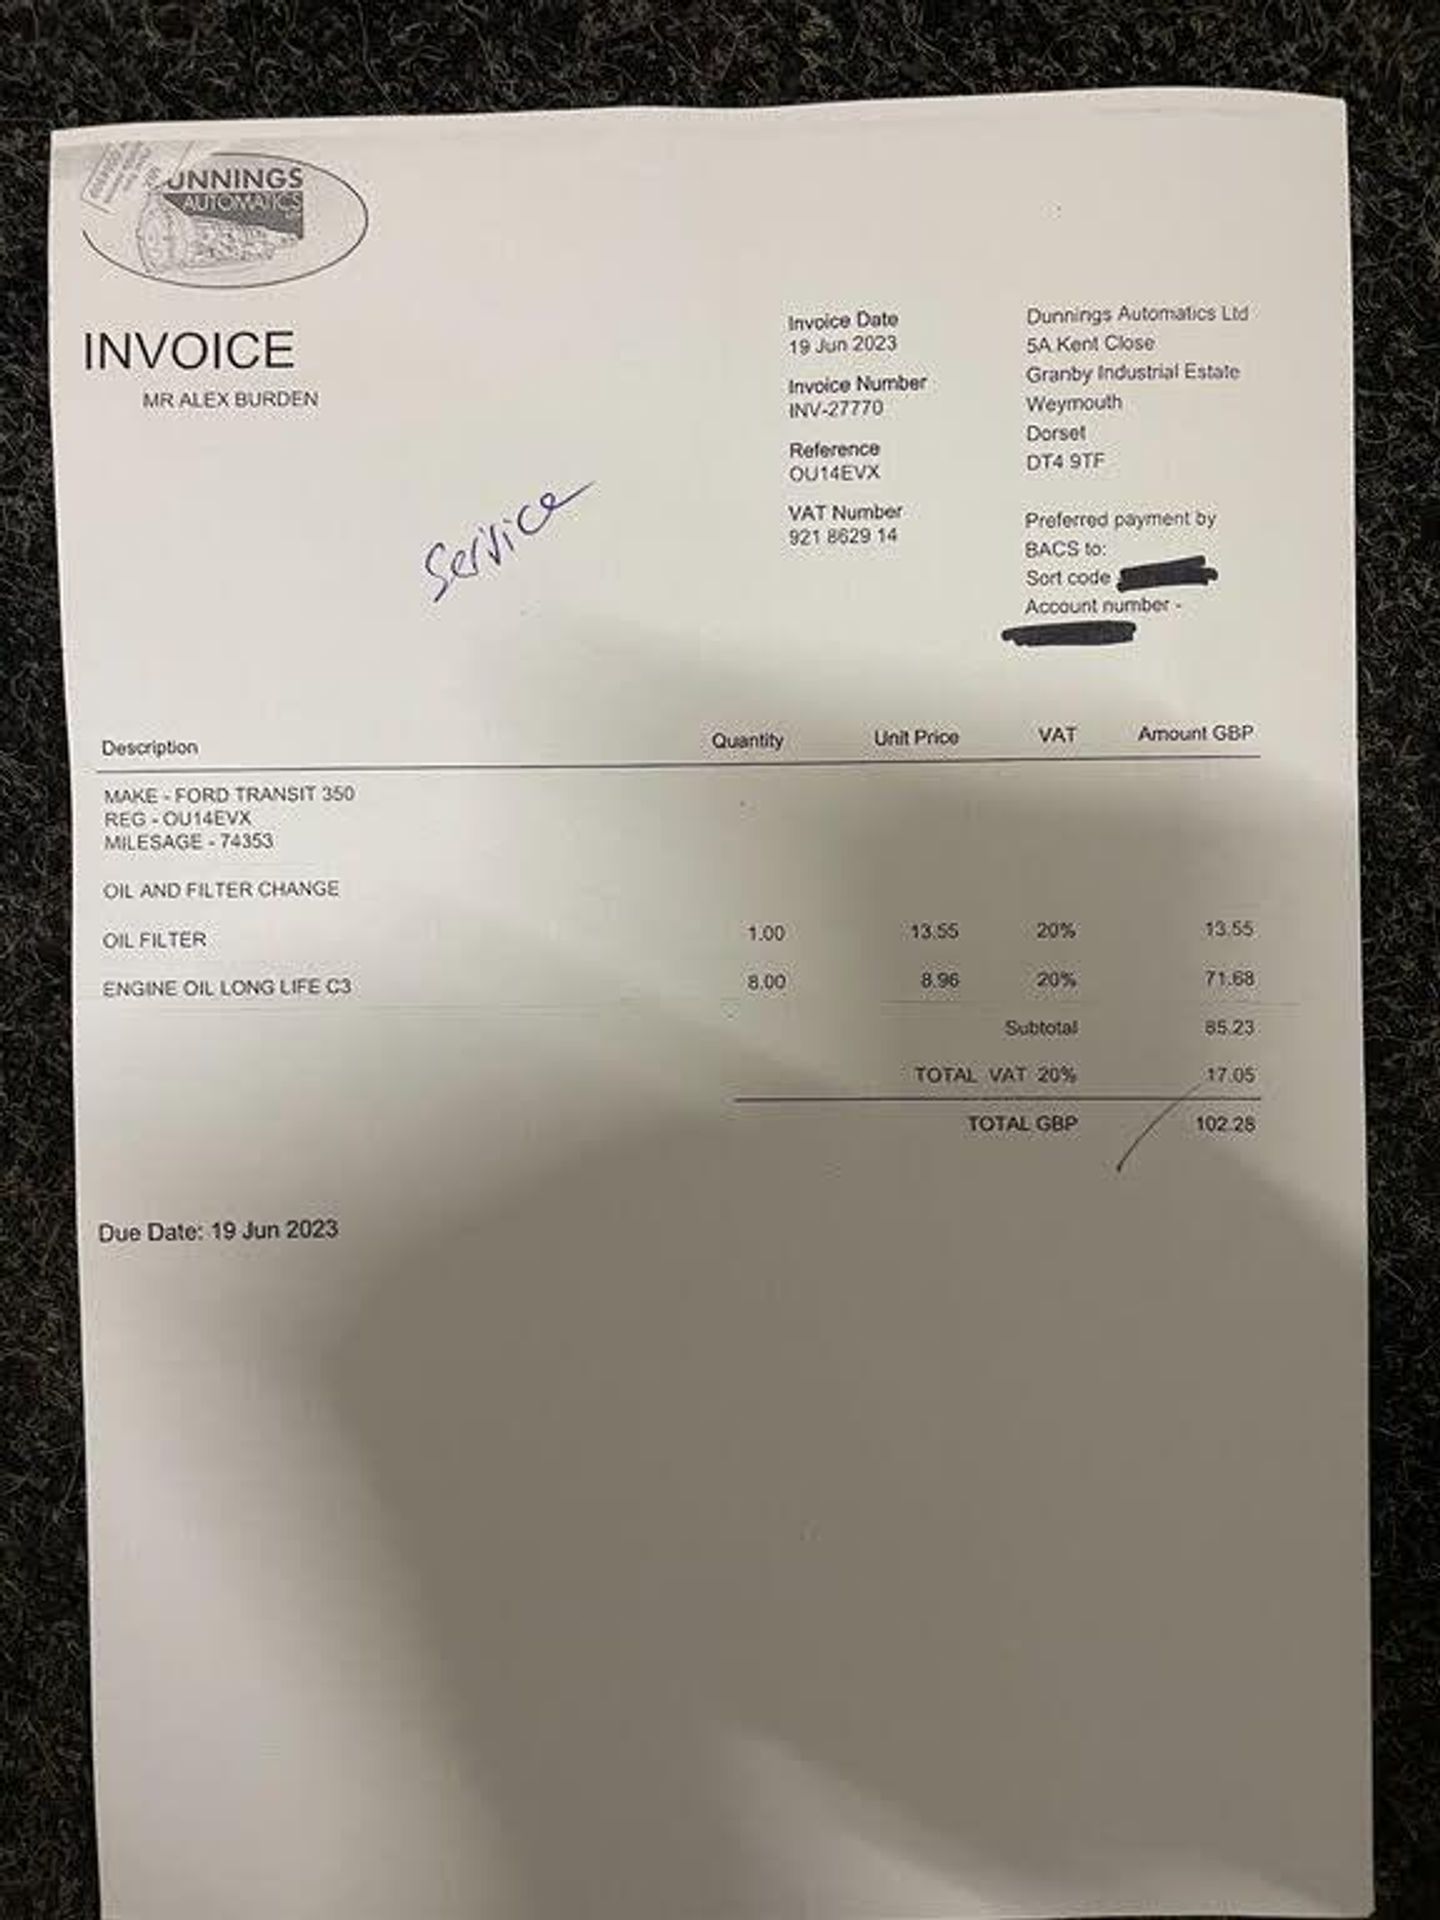 UNNINGS
AUTOMATICS
INVOICE
MR ALEX BURDEN
Invoice Date
19 Jun 2023
Invoice Number
INV-27770
Reference
OU14EVX
VAT Number
921 8629 14
Dunnings Automatics Ltd
5A Kent Close
Granby Industrial Estate
Weymouth
Dorset
DT4 9TF
Preferred payment by
BACS to:
Sort code
Account number -
Service
Description Quantity Unit Price VAT Amount GBP
MAKE - FORD TRANSIT 350
REG - OU14EVX
MILESAGE - 74353
OIL AND FILTER CHANGE
OIL FILTER 1.00 13.55 20% 13.55
ENGINE OIL LONG LIFE C3 8.00 8.96 20% 71.68
Subtotal 85.23
TOTAL VAT 20% 17.05
TOTAL GBP 102.28
Due Date: 19 Jun 2023